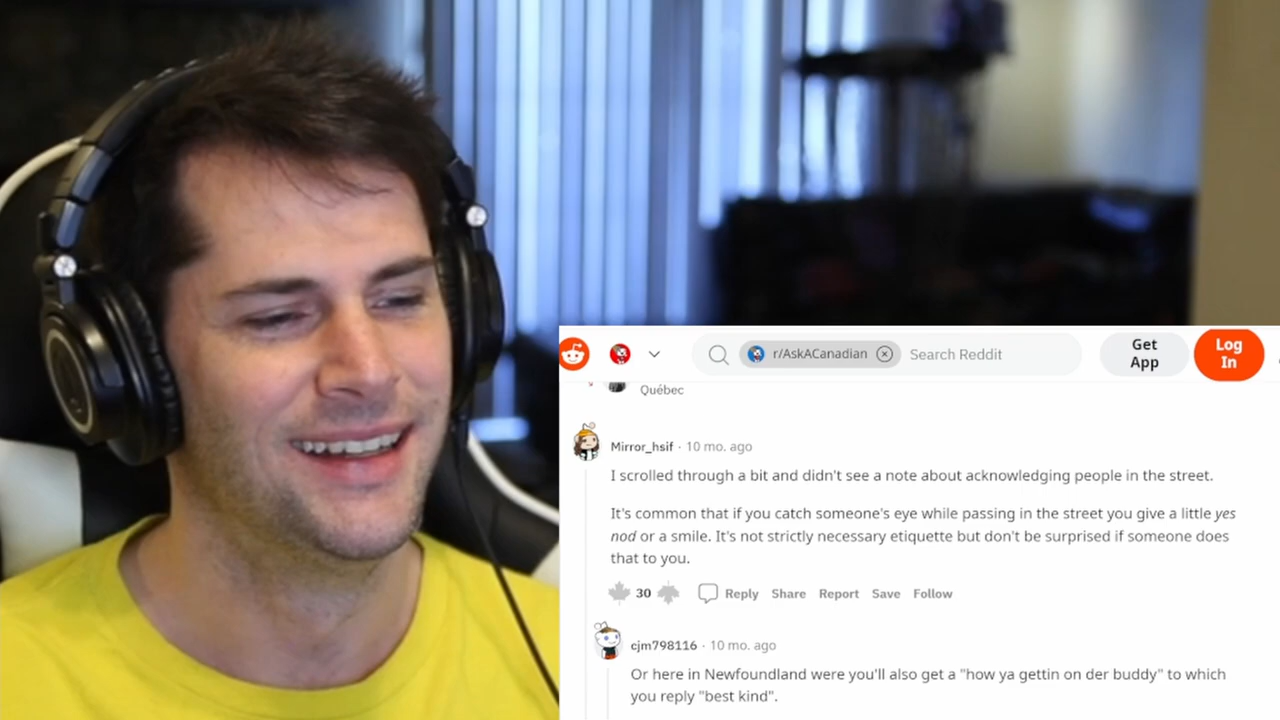 r/AskACanadian
Search Reddit
Get
App
Log
In
Québec
Mirror_hsif · 10 mo. ago
I scrolled through a bit and didn't see a note about acknowledging people in the street.
It's common that if you catch someone's eye while passing in the street you give a little yes
nod or a smile. It's not strictly necessary etiquette but don't be surprised if someone does
that to you.
30
Reply Share Report Save Follow
cjm798116 · 10 mo. ago
Or here in Newfoundland were you'll also get a "how ya gettin on der buddy" to which
you reply "best kind".